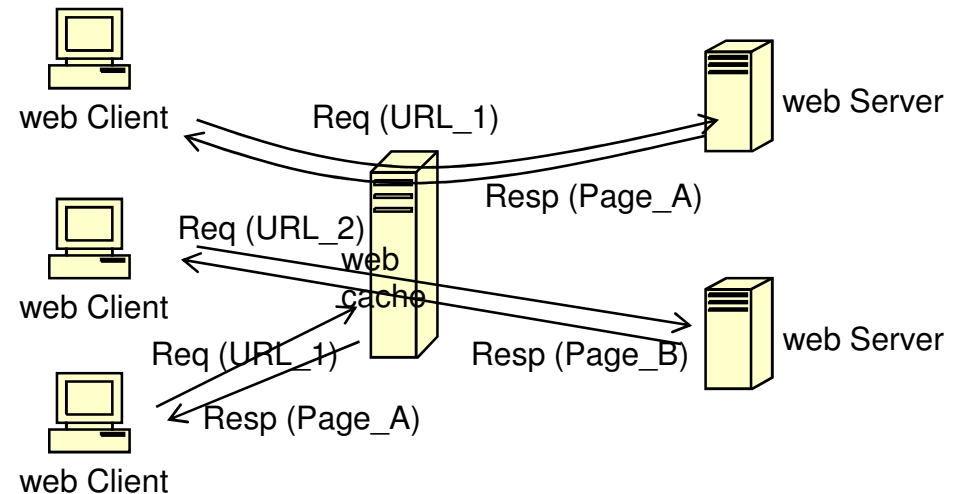 web Client
Req (URL_1)
web Server
Resp (Page_A)
Req (URL_2)
web
cache
web Client
Req (URL_1)
Resp (Page_B)
web Server
Resp (Page_A)
web Client